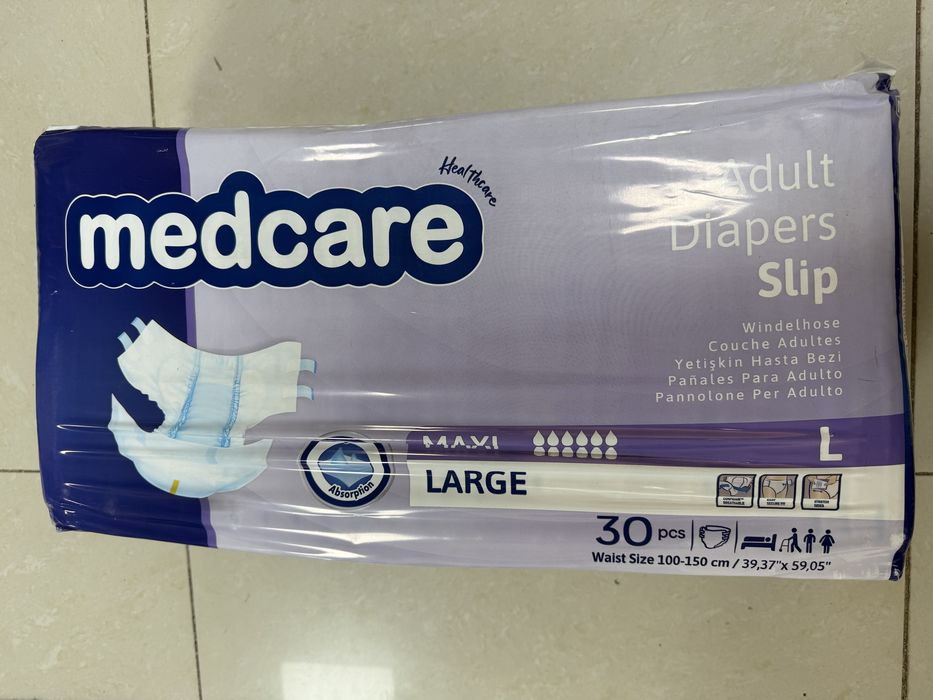 Healthcare
medcare
Adult
Diapers
Slip
Windelhose
Couche Adultes
Yetişkin Hasta Bezi
Pañales Para Adulto
Pannolone Per Adulto
MAXI
L
LARGE
Absorption
30 pcs
Waist Size 100-150 cm / 39,37"x 59,05"